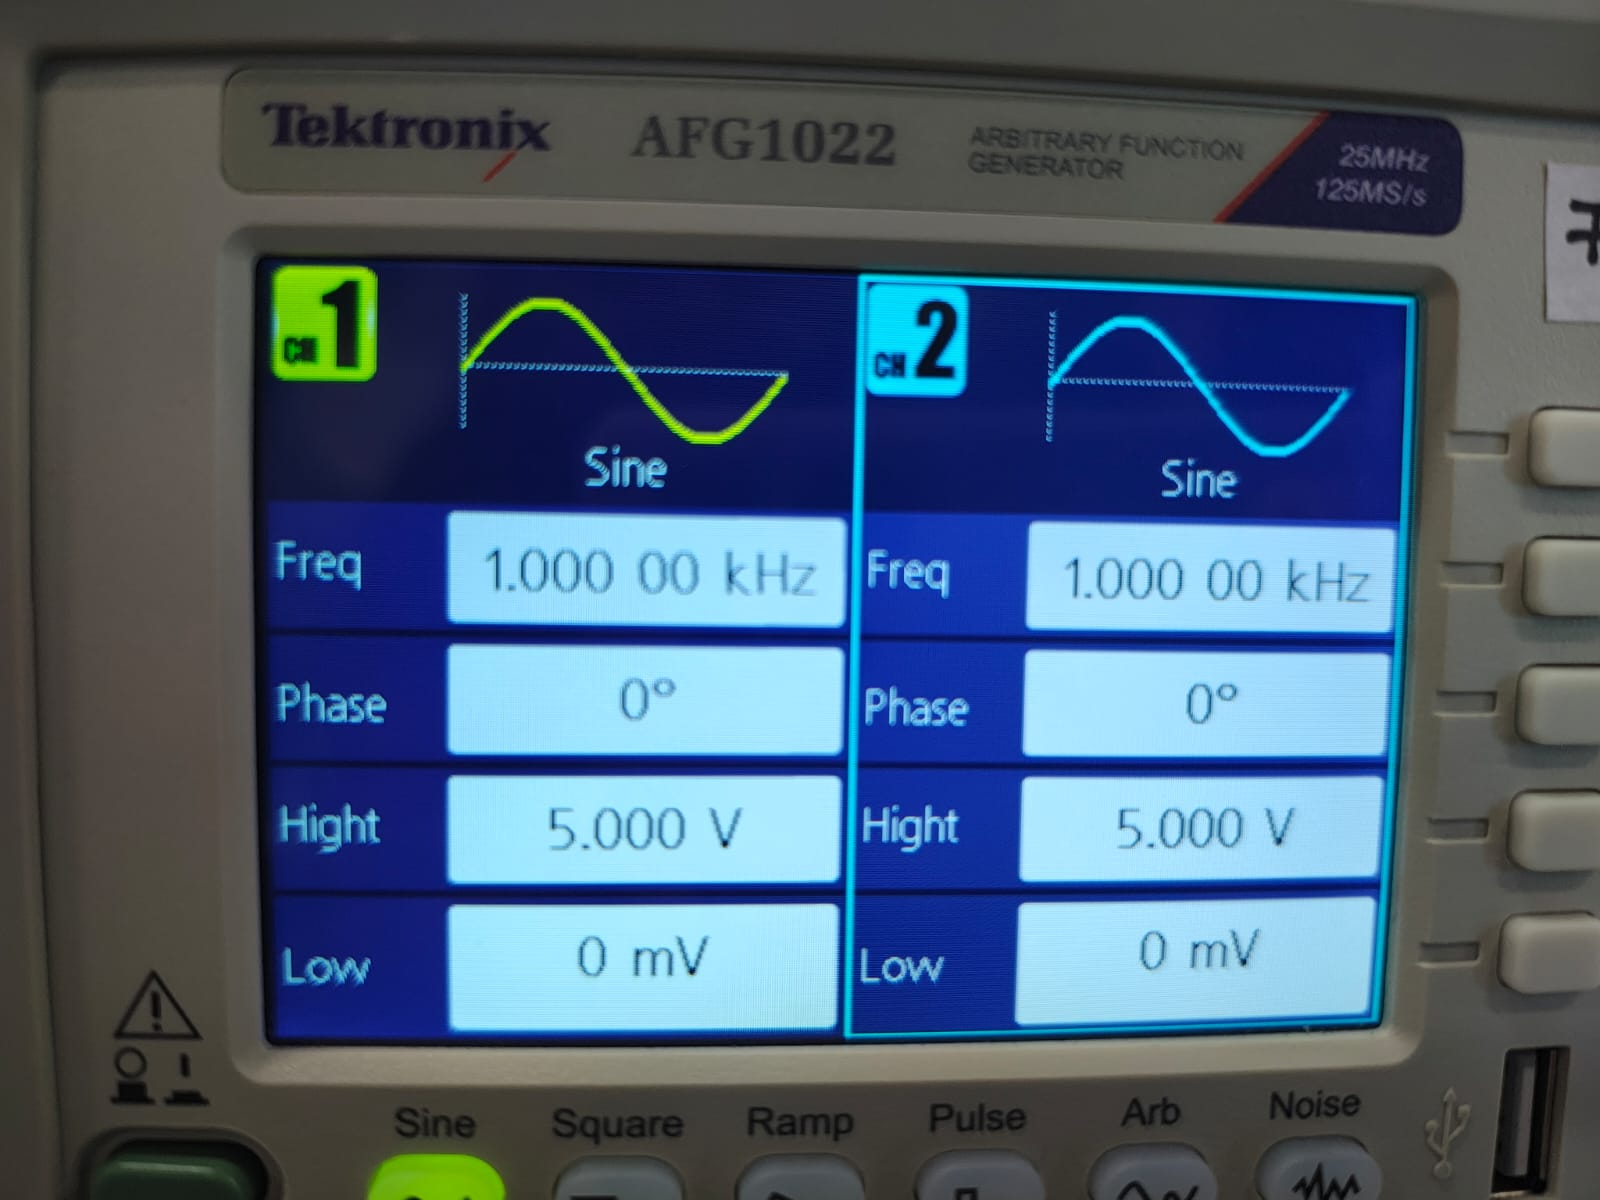 Tektronix AFG1022 ARBITRARY FUNCTION
GENERATOR
25MHz
125MS/s
CH 1
Sine
Freq 1.000 00 kHz
Phase 0°
Hight 5.000 V
Low 0 mV
CH 2
Sine
Freq 1.000 00 kHz
Phase 0°
Hight 5.000 V
Low 0 mV
Sine Square Ramp Pulse Arb Noise